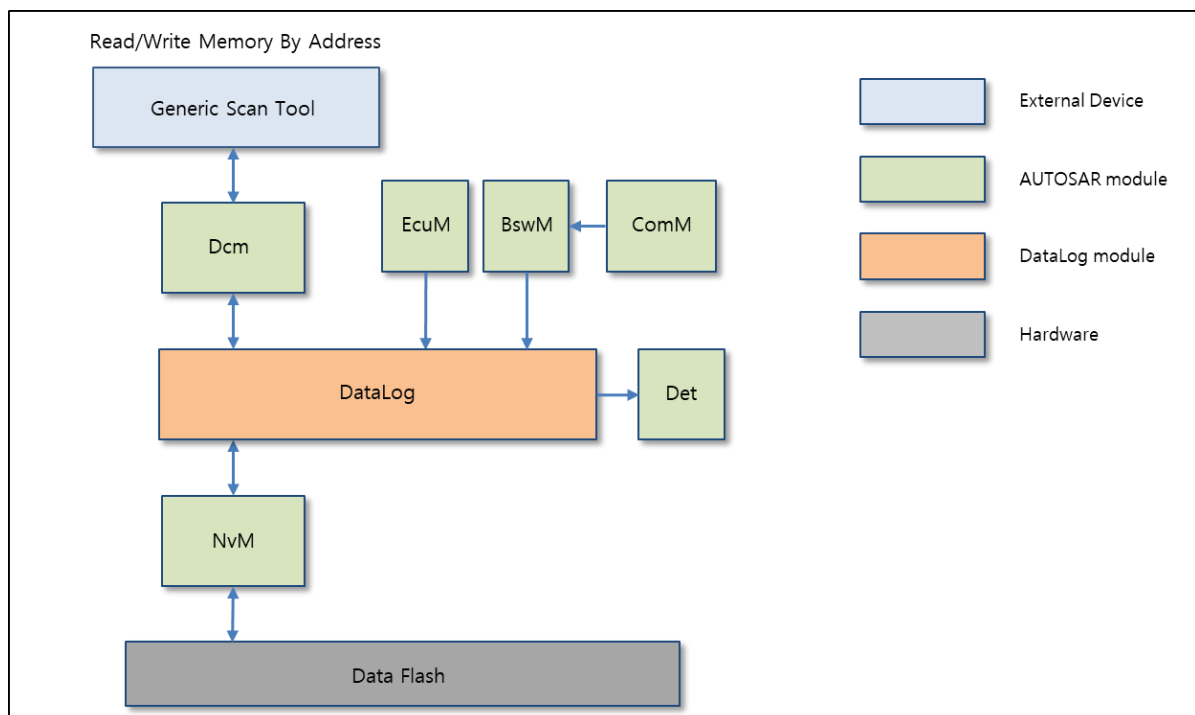 Read/Write Memory By Address
Generic Scan Tool
External Device
AUTOSAR module
EcuM
BswM
ComM
Dcm
DataLog module
Hardware
DataLog
Det
NvM
Data Flash